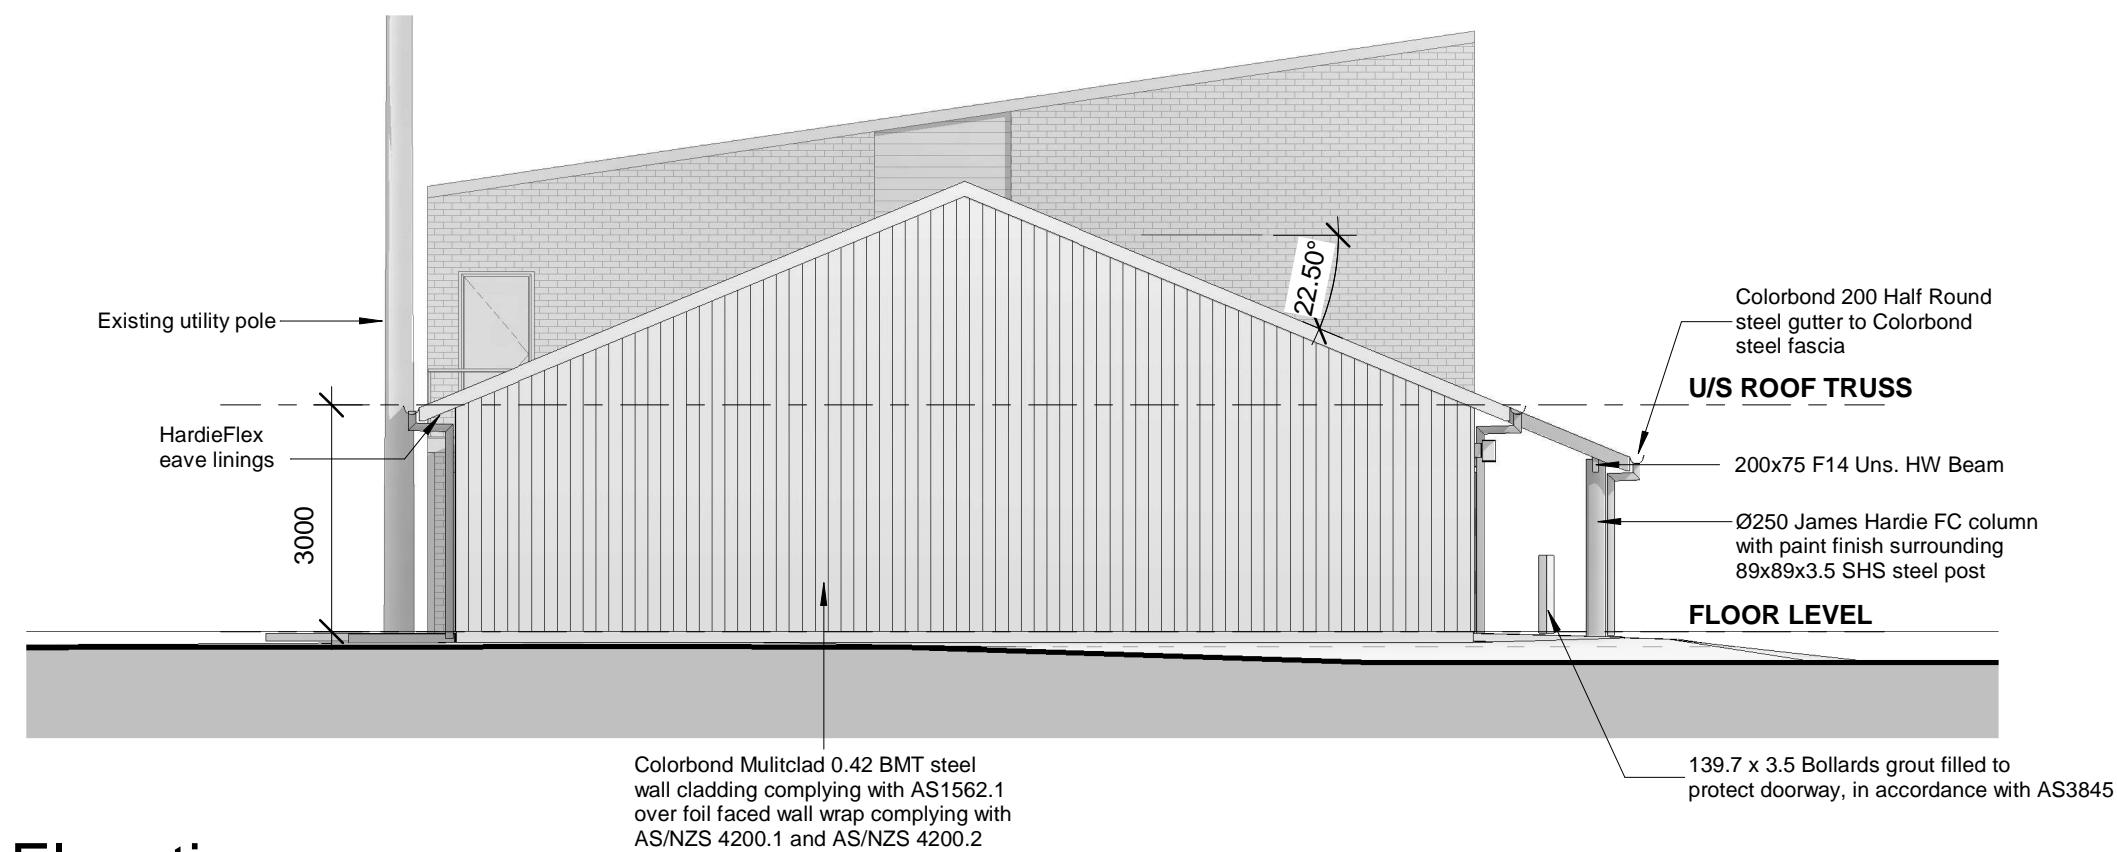 22.50°
Existing utility pole
Colorbond 200 Half Round
steel gutter to Colorbond
steel fascia
U/S ROOF TRUSS
HardieFlex
eave linings
200x75 F14 Uns. HW Beam
3000
Ø250 James Hardie FC column
with paint finish surrounding
89x89x3.5 SHS steel post
FLOOR LEVEL
Colorbond Mulitclad 0.42 BMT steel
wall cladding complying with AS1562.1
over foil faced wall wrap complying with
AS/NZS 4200.1 and AS/NZS 4200.2
139.7 x 3.5 Bollards grout filled to
protect doorway, in accordance with AS3845